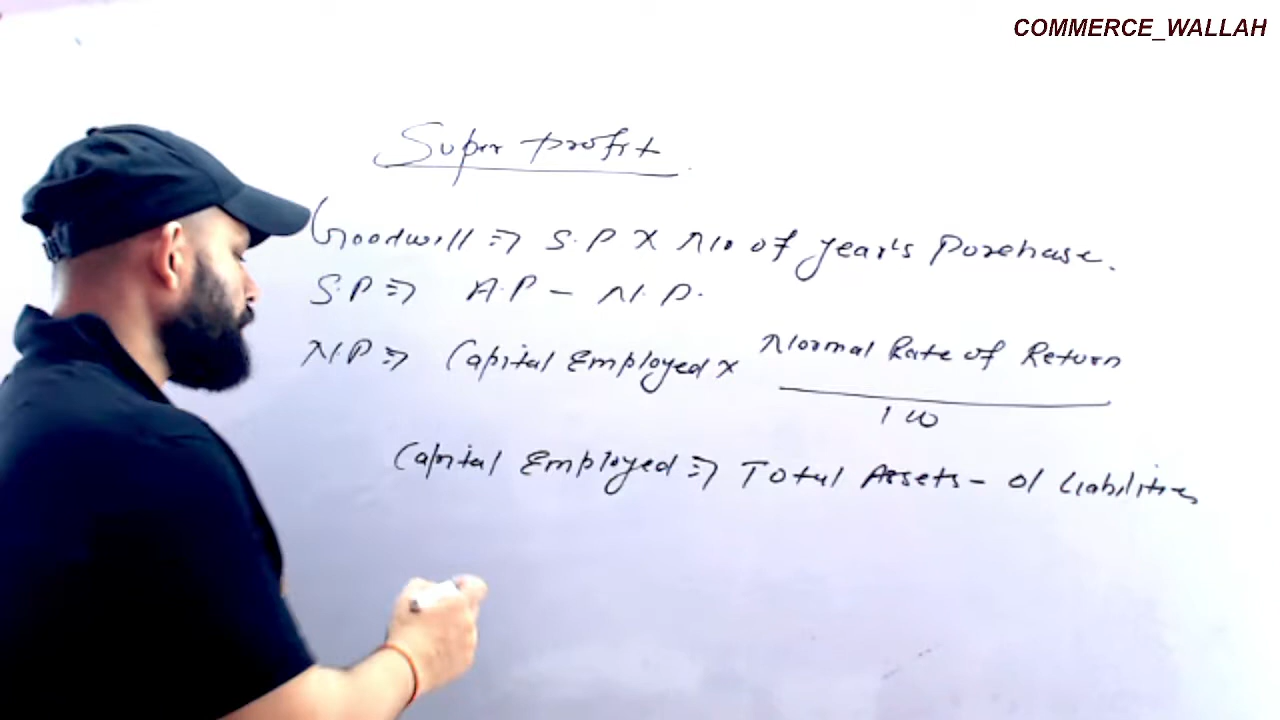 COMMERCE_WALLAH
Super profit
Goodwill => S.P X No of year's Purchase.
S.P => A.P - N.P.
N.P => Capital Employed x Normal Rate of Return
100
Capital Employed => Total Assets - o/ Liabilities